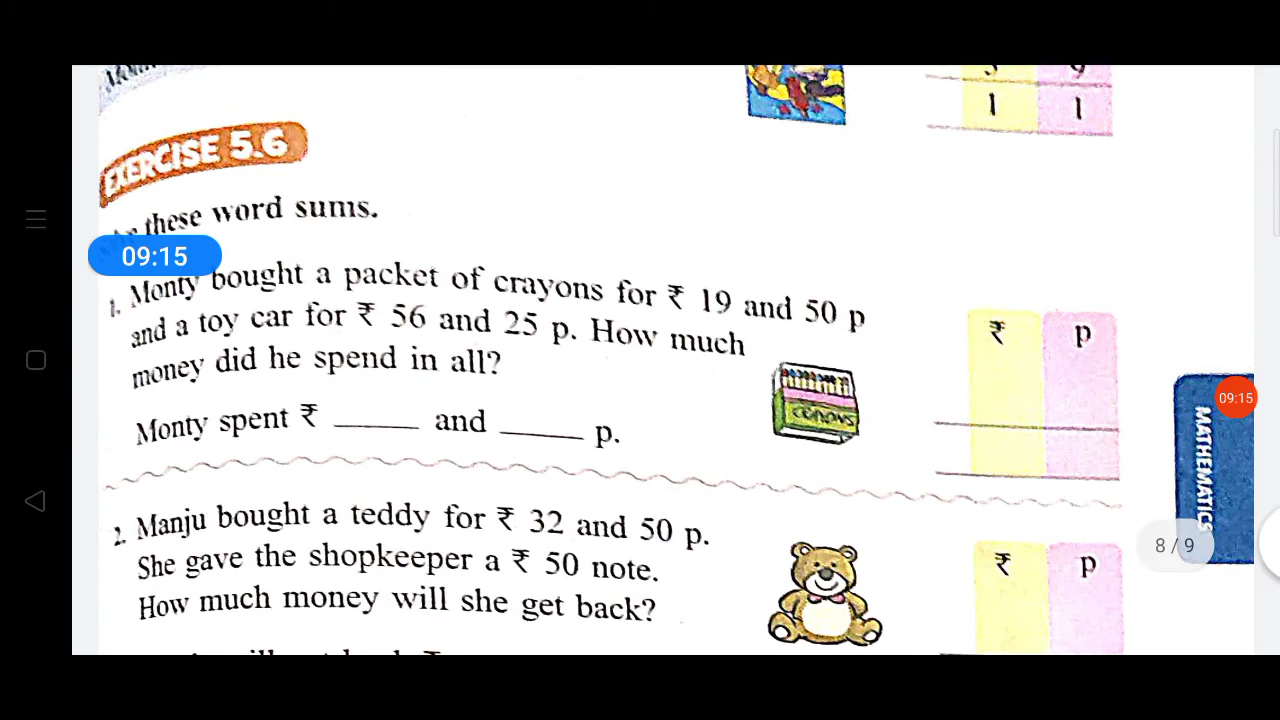 1 1
EXERCISE 5.6
these word sums.
09:15
1. Monty bought a packet of crayons for ₹ 19 and 50 p
and a toy car for ₹ 56 and 25 p. How much
money did he spend in all?
₹ p
Monty spent ₹ ______ and ______ p.
CRAYONS
09:15
MATHEMATICS
2. Manju bought a teddy for ₹ 32 and 50 p.
She gave the shopkeeper a ₹ 50 note.
How much money will she get back?
₹ p
8 / 9